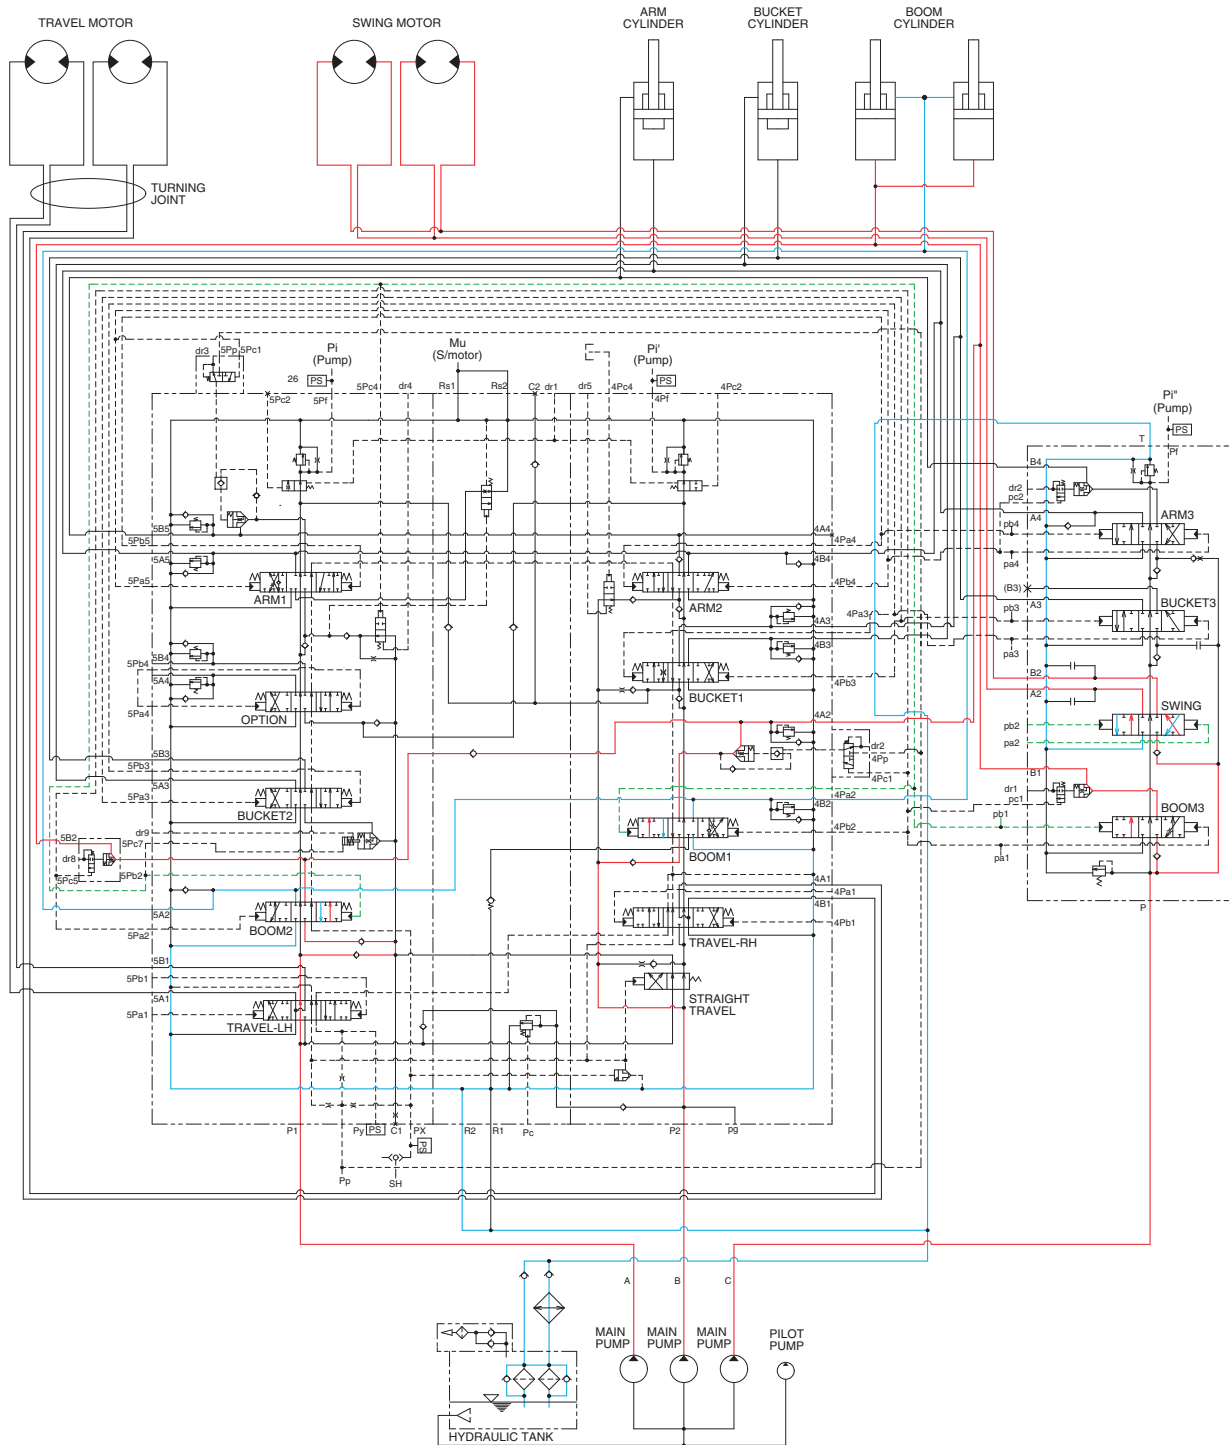 TRAVEL MOTOR
SWING MOTOR
ARM
CYLINDER
BUCKET
CYLINDER
BOOM
CYLINDER
TURNING
JOINT
Pi
(Pump)
Mu
(S/motor)
Pi'
(Pump)
dr3
5Pp
5Pc1
26
PS
5Pc2
5Pf
5Pc4
dr4
Rs1
Rs2
C2
dr1
dr5
4Pc4
4Pf
PS
4Pc2
Pi"
(Pump)
PS
T
Pf
B4
dr2
pc2
A4
ARM3
pb4
pa4
(B3)
A3
BUCKET3
pb3
pa3
B2
A2
SWING
pb2
pa2
B1
dr1
pc1
BOOM3
pb1
pa1
P
5B5
5Pb5
5A5
5Pa5
ARM1
4A4
4Pa4
4B4
4Pb4
ARM2
4A3
4Pa3
4B3
4Pb3
BUCKET1
5B4
5Pb4
5A4
5Pa4
OPTION
4A2
dr2
4Pp
4Pc1
4Pa2
4B2
4Pb2
BOOM1
5B3
5Pb3
5A3
5Pa3
BUCKET2
dr9
5B2
5Pc7
dr8
5Pc5
5Pb2
5A2
5Pa2
BOOM2
4A1
4Pa1
4B1
4Pb1
TRAVEL-RH
5B1
5Pb1
5A1
5Pa1
TRAVEL-LH
STRAIGHT
TRAVEL
P1
Py
PS
C1
PX
PS
R2
R1
Pc
P2
pg
Pp
SH
A
B
C
MAIN
PUMP
MAIN
PUMP
MAIN
PUMP
PILOT
PUMP
HYDRAULIC TANK